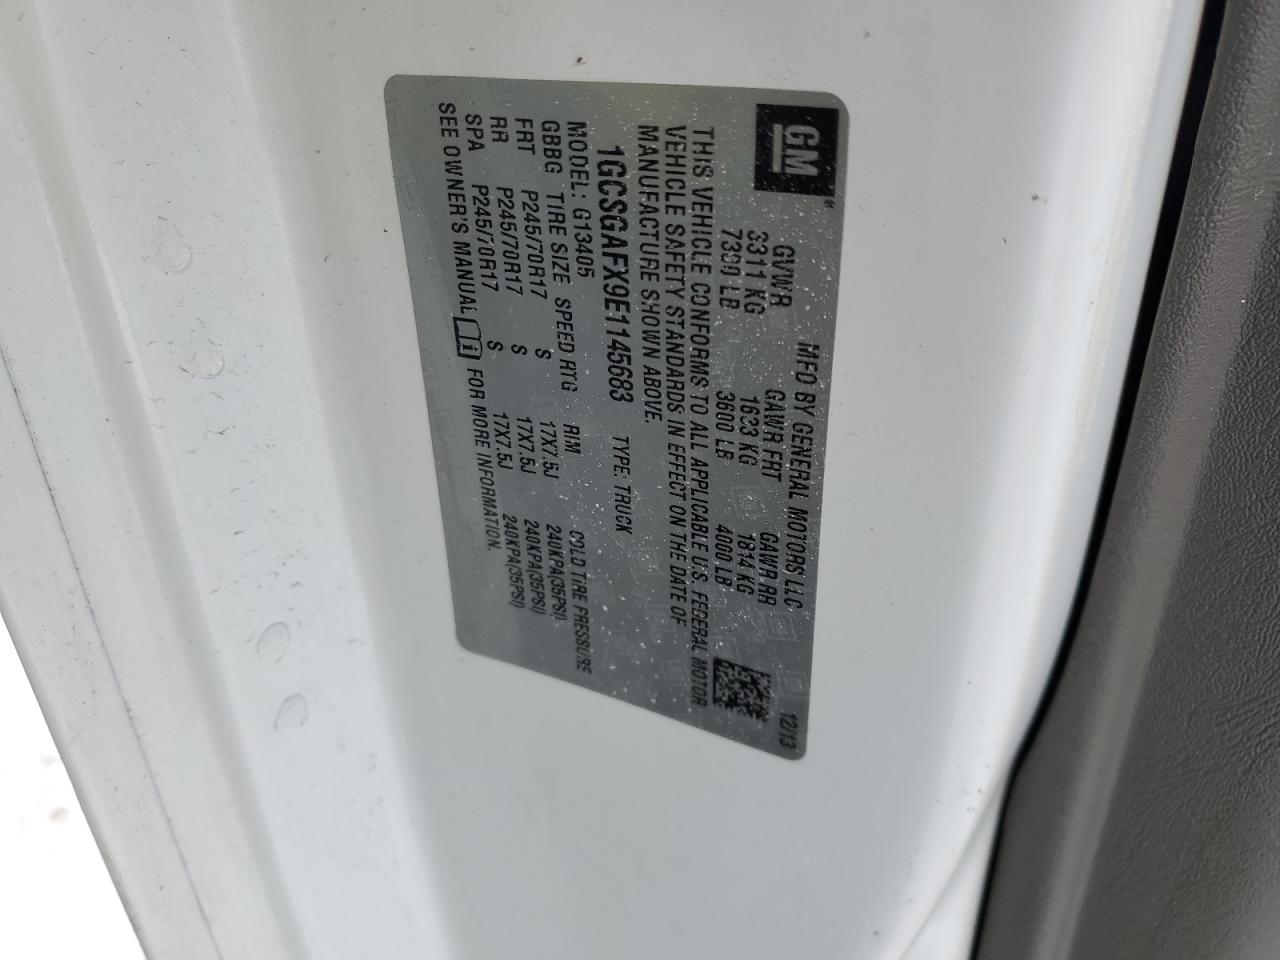 GM®
MFD BY GENERAL MOTORS LLC 12/13
GVWR GAWR FRT GAWR RR
3311 KG 1633 KG 1814 KG
7300 LB 3600 LB 4000 LB
THIS VEHICLE CONFORMS TO ALL APPLICABLE U.S. FEDERAL MOTOR
VEHICLE SAFETY STANDARDS IN EFFECT ON THE DATE OF
MANUFACTURE SHOWN ABOVE.
1GCSGAFX9E1145683 TYPE: TRUCK
MODEL: G13405
GBBG TIRE SIZE SPEED RTG RIM COLD TIRE PRESSURE
FRT P245/70R17 S 17X7.5J 240KPA(35PSI)
RR P245/70R17 S 17X7.5J 240KPA(35PSI)
SPA P245/70R17 S 17X7.5J 240KPA(35PSI)
SEE OWNER'S MANUAL i FOR MORE INFORMATION.